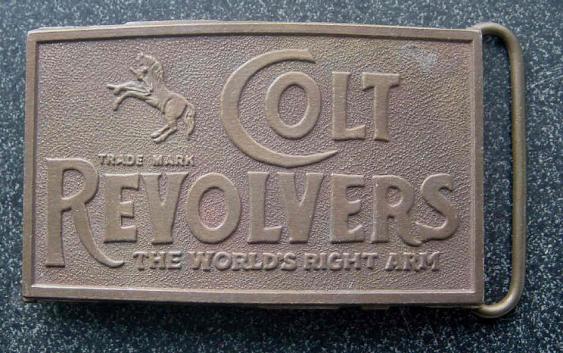 COLT
TRADE MARK
REVOLVERS
THE WORLD'S RIGHT ARM